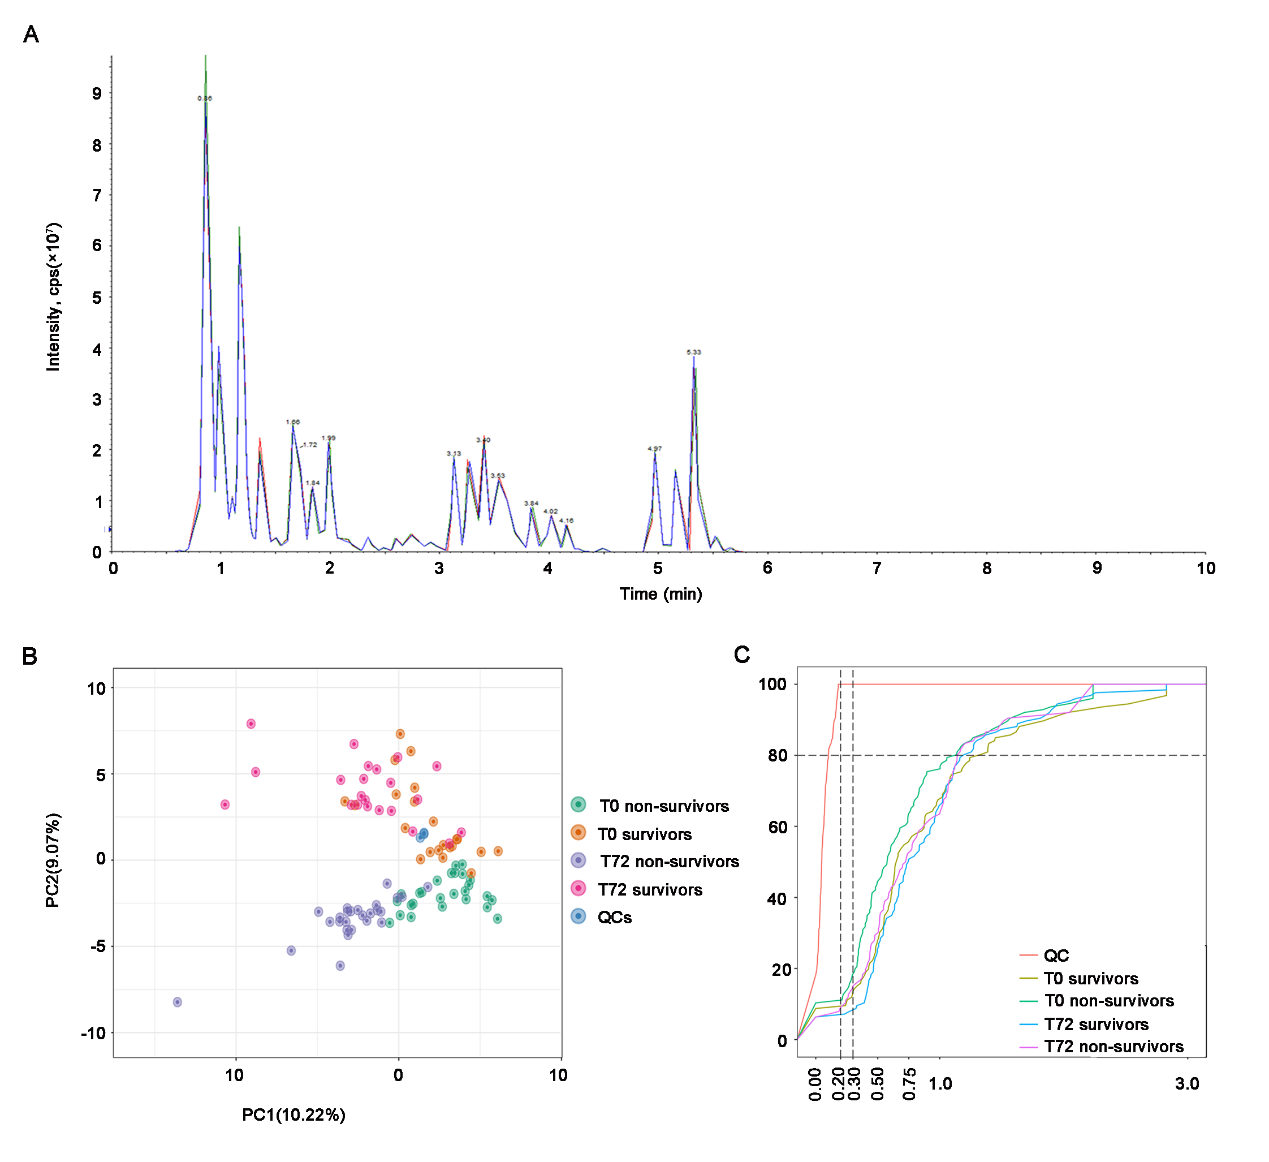 A
Intensity, cps(×10⁷)
9
8
7
6
5
4
3
2
1
0
0.86
1.66
1.72
1.84
1.99
3.13
3.40
3.53
3.84
4.02
4.16
4.97
5.33
0 1 2 3 4 5 6 7 8 9 10
Time (min)
B
PC2(9.07%)
10
5
0
-5
-10
10 0 10
PC1(10.22%)
T0 non-survivors
T0 survivors
T72 non-survivors
T72 survivors
QCs
C
100
80
60
40
20
0
QC
T0 survivors
T0 non-survivors
T72 survivors
T72 non-survivors
0.00 0.20 0.30 0.50 0.75 1.0 3.0